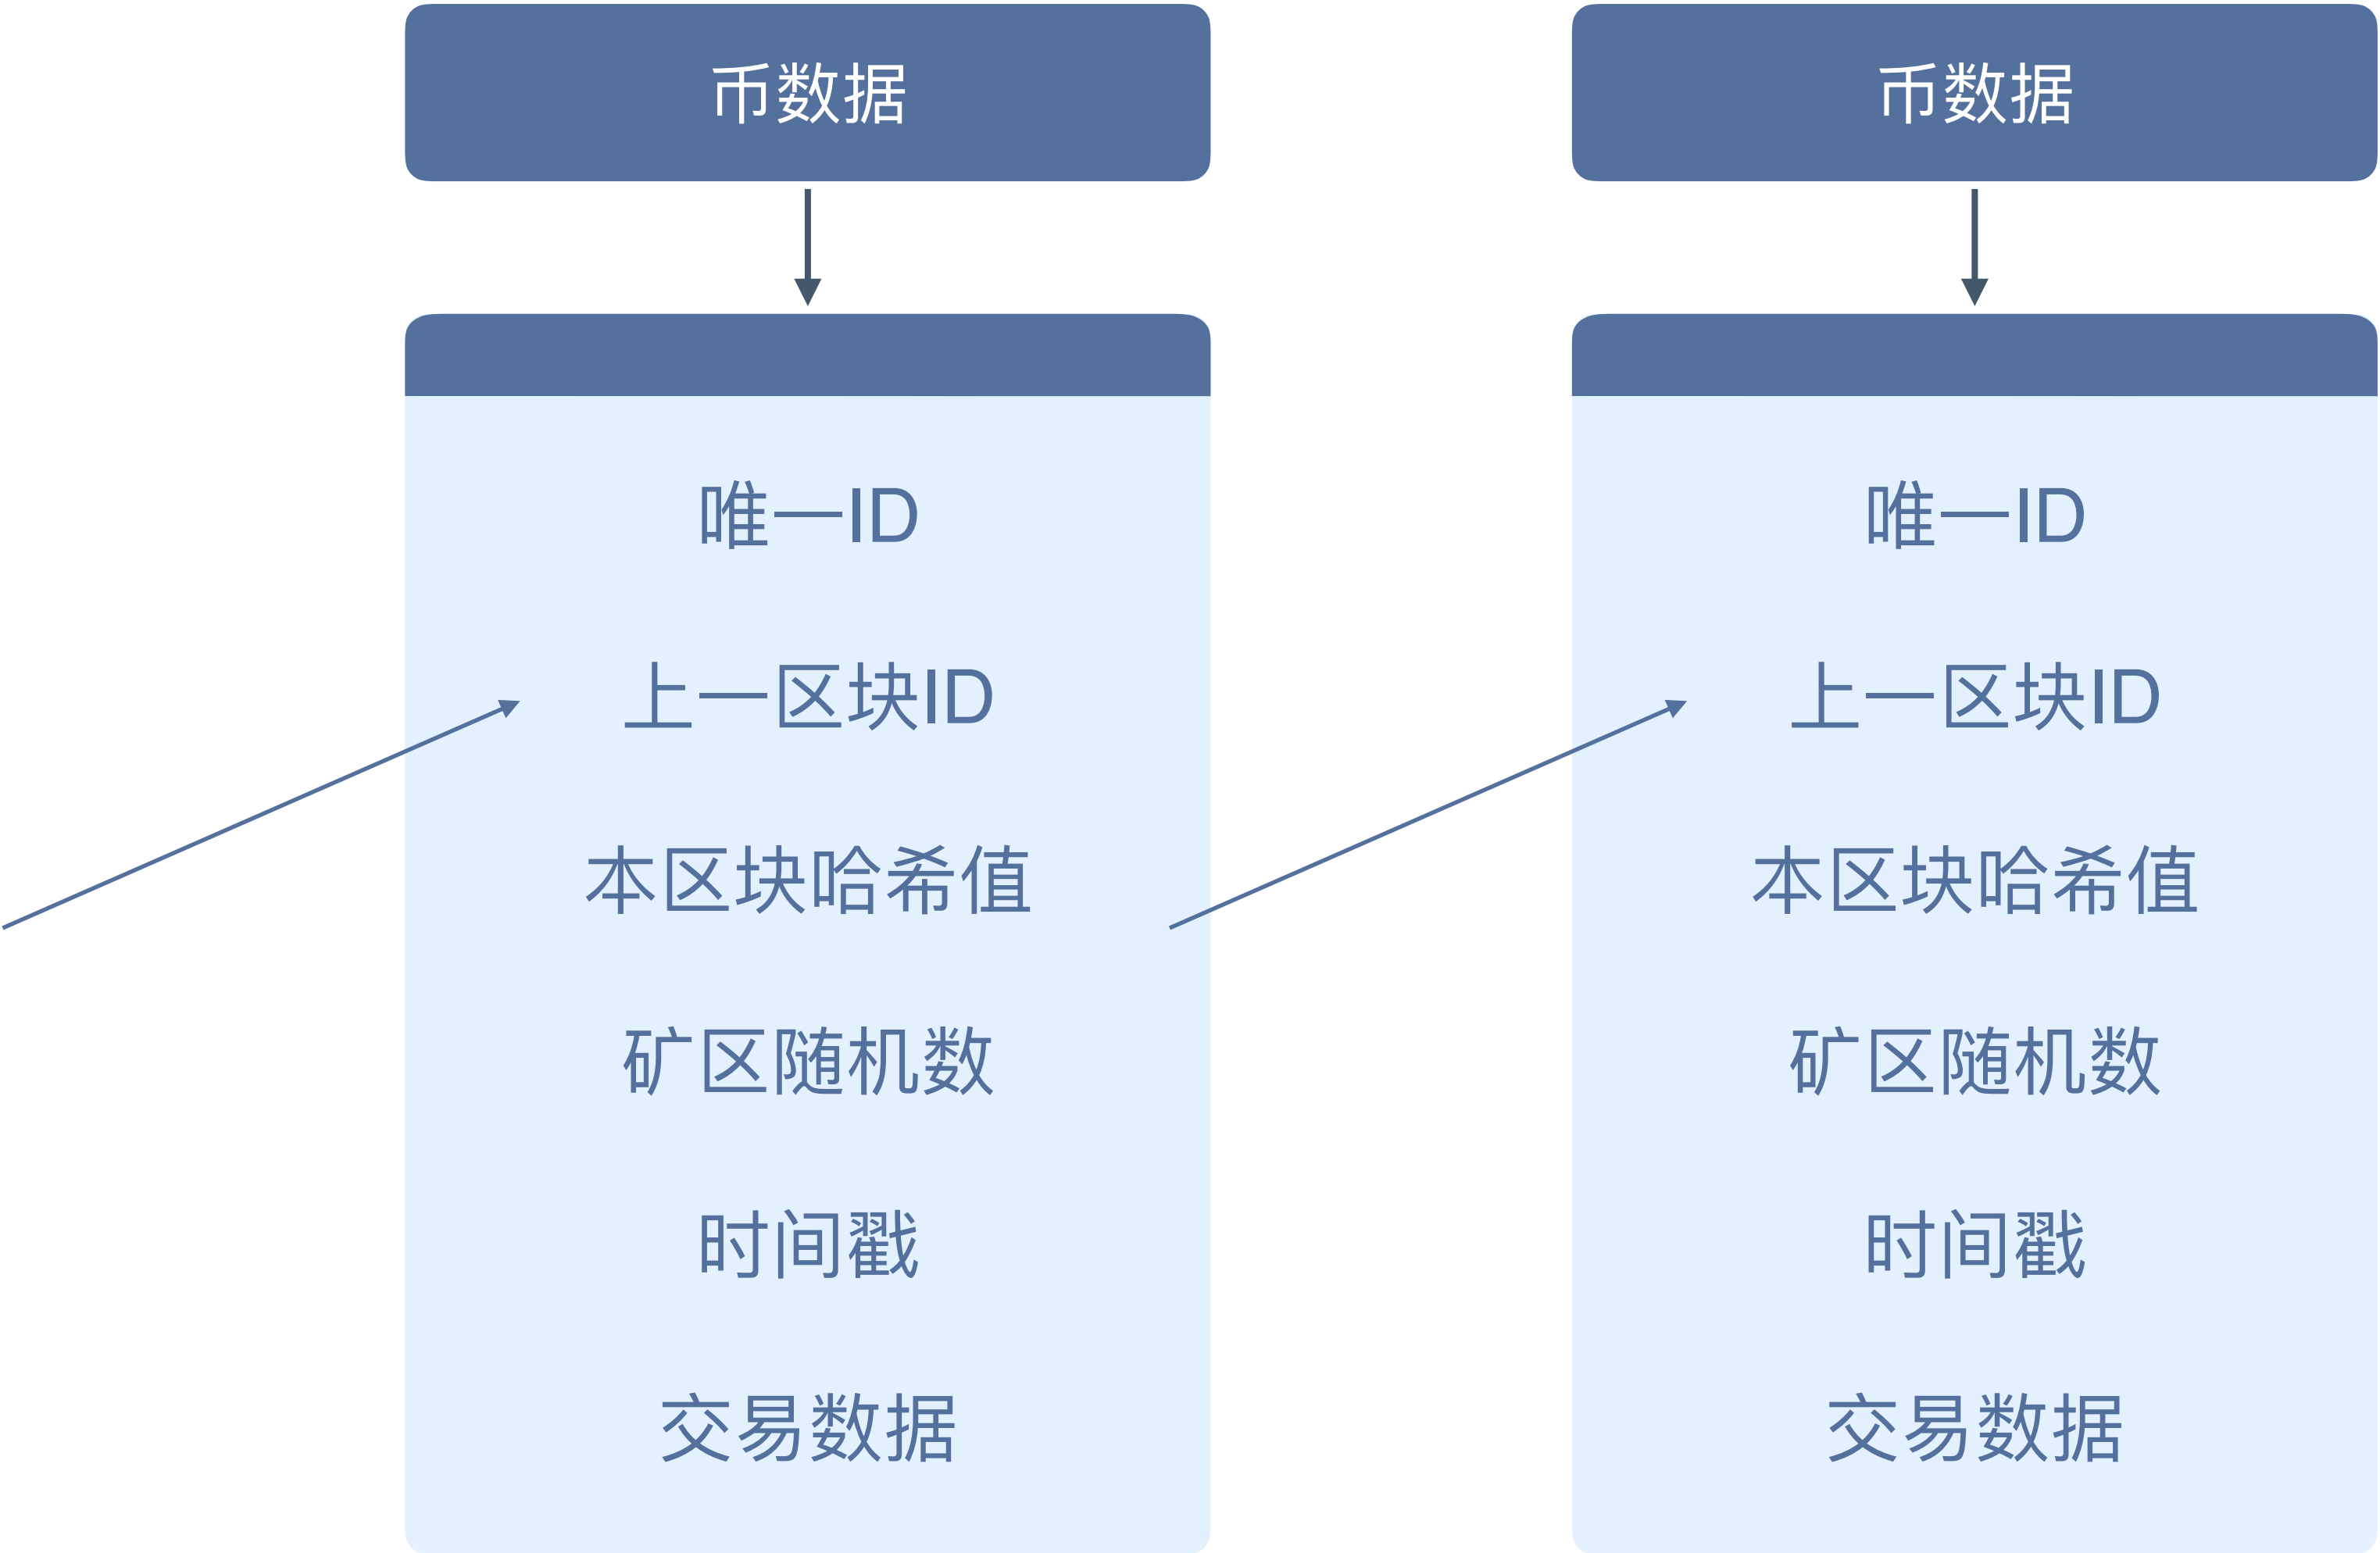 币数据
唯一ID
上一区块ID
本区块哈希值
矿区随机数
时间戳
交易数据
币数据
唯一ID
上一区块ID
本区块哈希值
矿区随机数
时间戳
交易数据